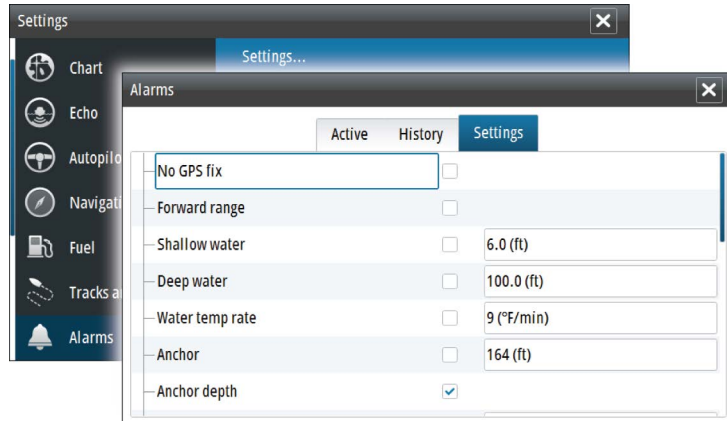 Settings
Chart
Echo
Autopilo
Navigati
Fuel
Tracks a
Alarms
Settings...
Alarms
Active History Settings
No GPS fix
Forward range
Shallow water 6.0 (ft)
Deep water 100.0 (ft)
Water temp rate 9 (°F/min)
Anchor 164 (ft)
Anchor depth